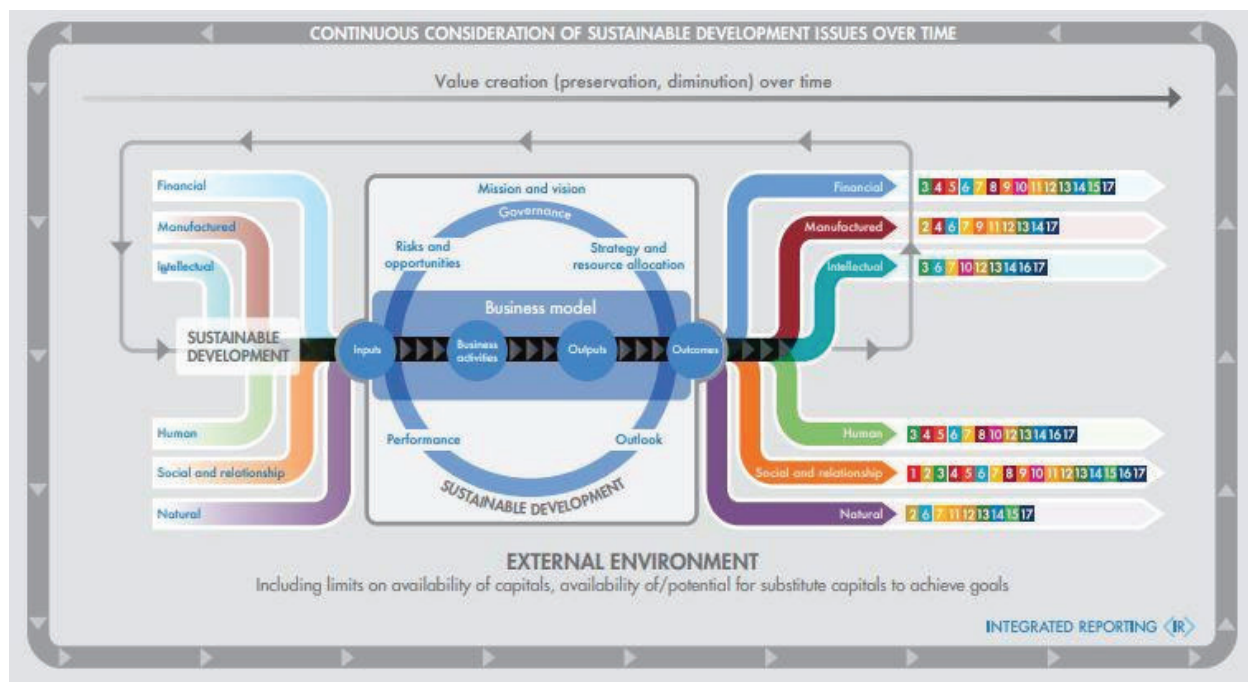 CONTINUOUS CONSIDERATION OF SUSTAINABLE DEVELOPMENT ISSUES OVER TIME
Value creation (preservation, diminution) over time
Financial
Manufactured
Intellectual
SUSTAINABLE
DEVELOPMENT
Human
Social and relationship
Natural
Mission and vision
Governance
Risks and
opportunities
Strategy and
resource allocation
Business model
Inputs
Business
activities
Outputs
Outcomes
Performance
Outlook
SUSTAINABLE DEVELOPMENT
Financial 3 4 5 6 7 8 9 10 11 12 13 14 15 17
Manufactured 2 4 6 7 9 11 12 13 14 17
Intellectual 3 6 7 10 12 13 14 16 17
Human 3 4 5 6 7 8 10 12 13 14 16 17
Social and relationship 1 2 3 4 5 6 7 8 9 10 11 12 13 14 15 16 17
Natural 2 6 7 11 12 13 14 15 17
EXTERNAL ENVIRONMENT
Including limits on availability of capitals, availability of/potential for substitute capitals to achieve goals
INTEGRATED REPORTING <IR>